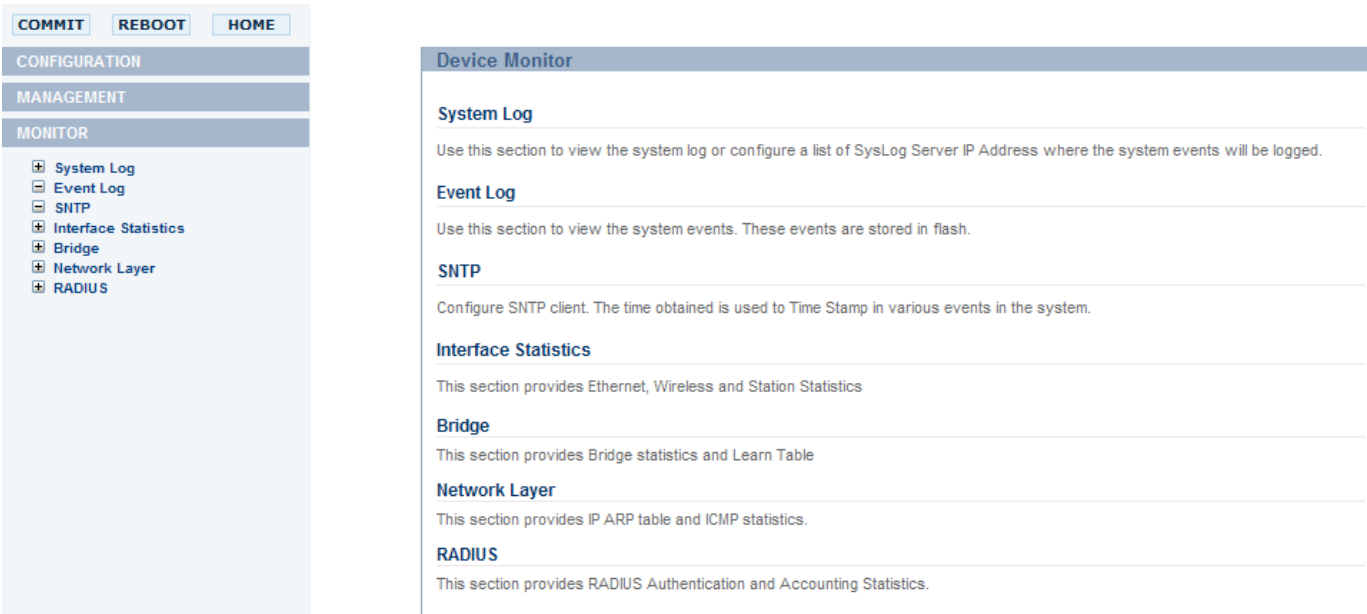 COMMIT REBOOT HOME
CONFIGURATION
MANAGEMENT
MONITOR
System Log
Event Log
SNTP
Interface Statistics
Bridge
Network Layer
RADIUS
Device Monitor
System Log
Use this section to view the system log or configure a list of SysLog Server IP Address where the system events will be logged.
Event Log
Use this section to view the system events. These events are stored in flash.
SNTP
Configure SNTP client. The time obtained is used to Time Stamp in various events in the system.
Interface Statistics
This section provides Ethernet, Wireless and Station Statistics
Bridge
This section provides Bridge statistics and Learn Table
Network Layer
This section provides IP ARP table and ICMP statistics.
RADIUS
This section provides RADIUS Authentication and Accounting Statistics.